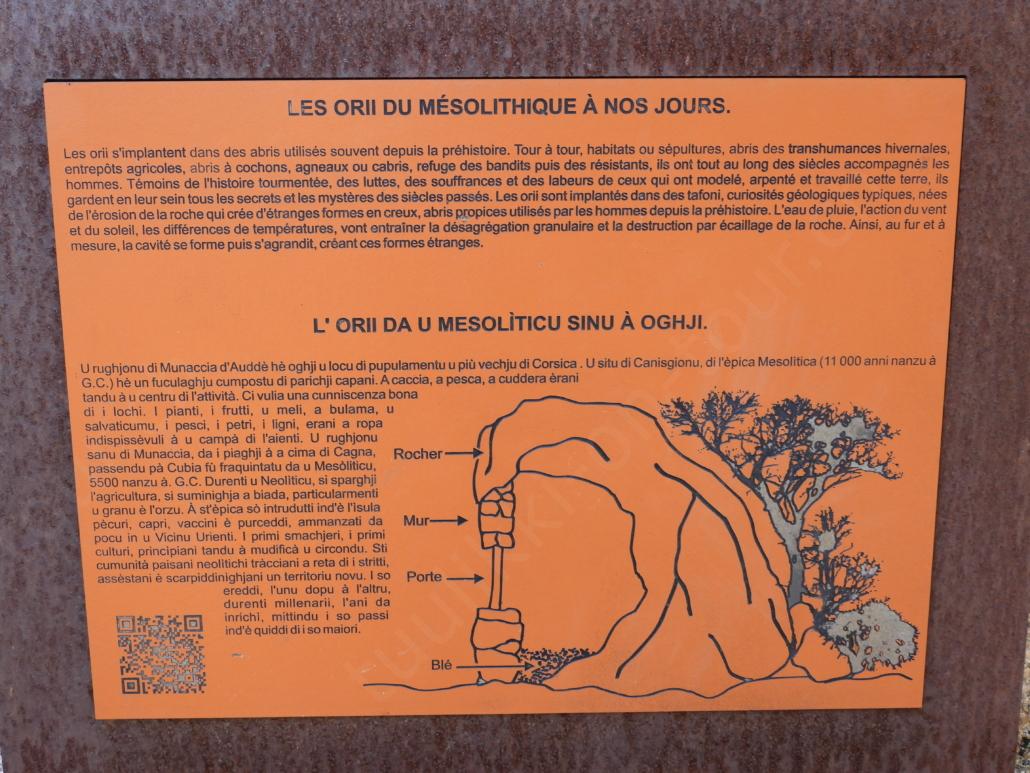 LES ORII DU MÉSOLITHIQUE À NOS JOURS.
Les orii s'implantent dans des abris utilisés souvent depuis la préhistoire. Tour à tour, habitats ou sépultures, abris des transhumances hivernales,
entrepôts agricoles, abris à cochons, agneaux ou cabris, refuge des bandits puis des résistants, ils ont tout au long des siècles accompagnés les
hommes. Témoins de l'histoire tourmentée, des luttes, des souffrances et des labeurs de ceux qui ont modelé, arpenté et travaillé cette terre, ils
gardent en leur sein tous les secrets et les mystères des siècles passés. Les orii sont implantés dans des tafoni, curiosités géologiques typiques, nées
de l'érosion de la roche qui crée d'étranges formes en creux, abris propices utilisés par les hommes depuis la préhistoire. L'eau de pluie, l'action du vent
et du soleil, les différences de températures, vont entraîner la désagrégation granulaire et la destruction par écaillage de la roche. Ainsi, au fur et à
mesure, la cavité se forme puis s'agrandit, créant ces formes étranges.
L' ORII DA U MESOLÌTICU SINU À OGHJI.
U rughjonu di Munaccia d'Auddè hè oghji u locu di pupulamentu u più vechju di Corsica . U situ di Canisgionu, di l'èpica Mesolìtica (11 000 anni nanzu à
G.C.) hè un fuculaghju cumpostu di parichji capani. A caccia, a pesca, a cuddera èrani
tandu à u centru di l'attività. Ci vulia una cunniscenza bona
di i lochi. I pianti, i frutti, u meli, a bulama, u
salvaticumu, i pesci, i petri, i ligni, erani a ropa
indispissèvuli à u campà di l'aienti. U rughjonu
sanu di Munaccia, da i piaghji à a cima di Cagna,
passendu pà Cubia fù fraquintatu da u Mesòliticu,
5500 nanzu à. G.C. Durenti u Neolìticu, si sparghji
l'agricultura, si suminighja a biada, particularmenti
u granu è l'orzu. À st'èpica sò intrudutti ind'è l'ìsula
pècuri, capri, vaccini è purceddi, ammanzati da
pocu in u Vicinu Urienti. I primi smachjeri, i primi
culturi, principiani tandu à mudificà u circondu. Sti
cumunità paisani neolìtichi tràcciani a reta di i stritti,
assèstani è scarpiddinighjani un territoriu novu. I so
ereddi, l'unu dopu à l'altru,
durenti millenarii, l'ani da
inrichì, mittindu i so passi
ind'è quiddi di i so maiori.
Rocher
Mur
Porte
Blé